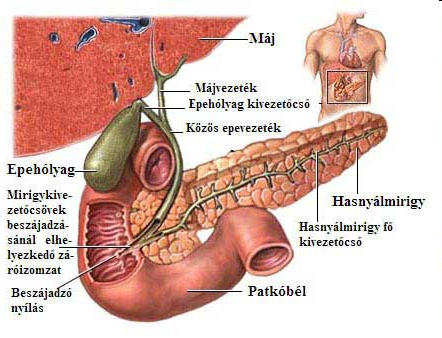 Máj
Májvezeték
Epehólyag kivezetőcső
Közös epevezeték
Epehólyag
Mirigykive-
zetőcsövek
beszájadzá-
sánál elhe-
lyezkedő zá-
róizomzat
Beszájadzó
nyílás
Hasnyálmirigy
Hasnyálmirigy fő
kivezetőcső
Patkóbél